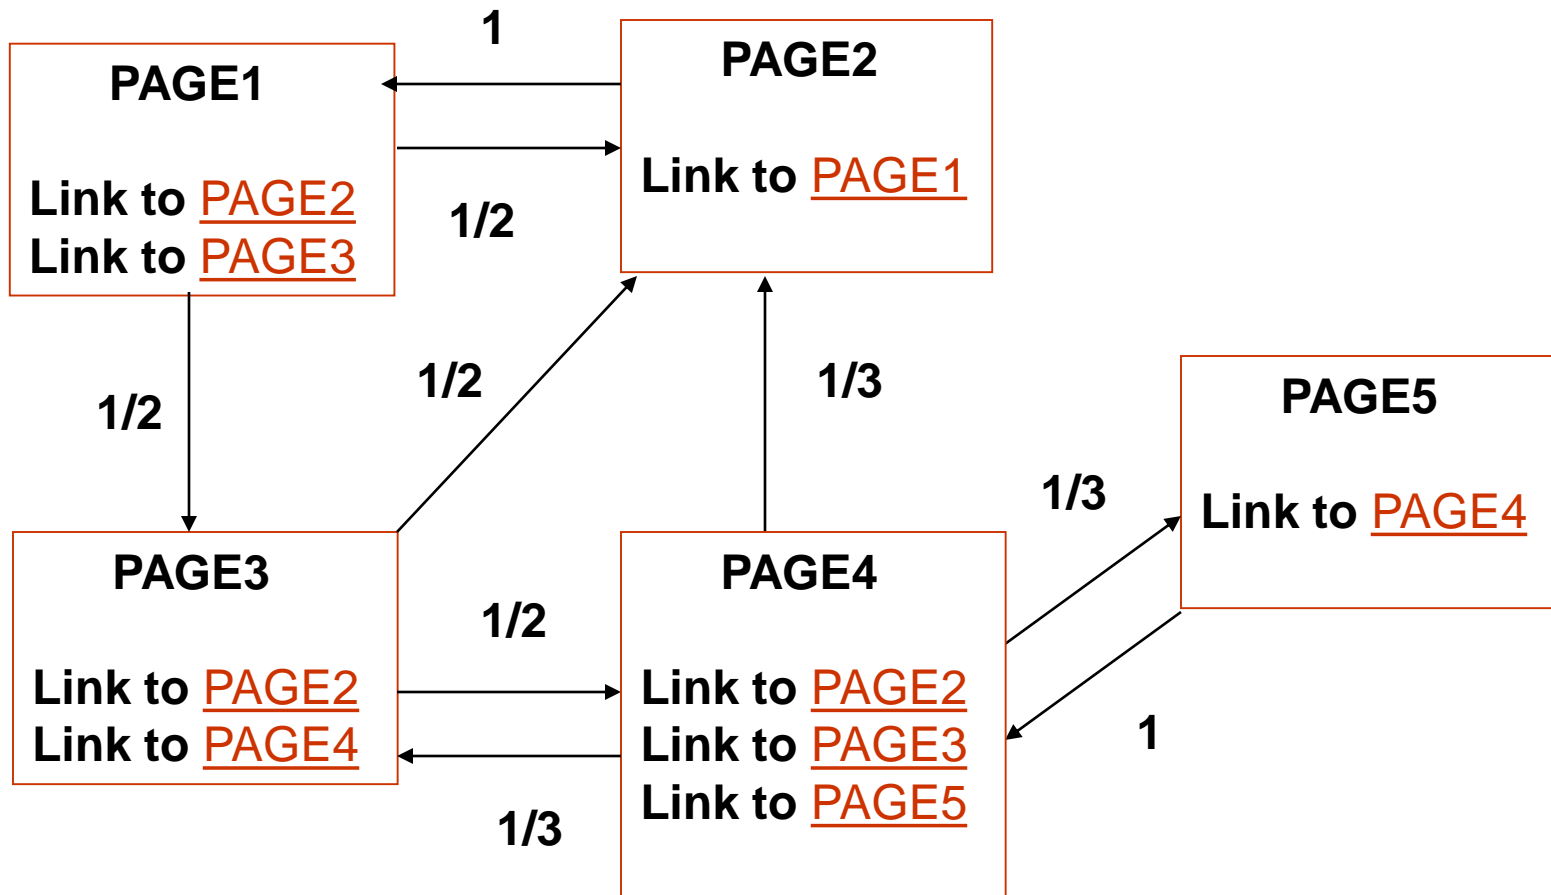 1
PAGE1
Link to PAGE2
Link to PAGE3
PAGE2
Link to PAGE1
1/2
1/2
1/2
1/3
PAGE5
Link to PAGE4
1/3
1
PAGE3
Link to PAGE2
Link to PAGE4
1/2
1/3
PAGE4
Link to PAGE2
Link to PAGE3
Link to PAGE5